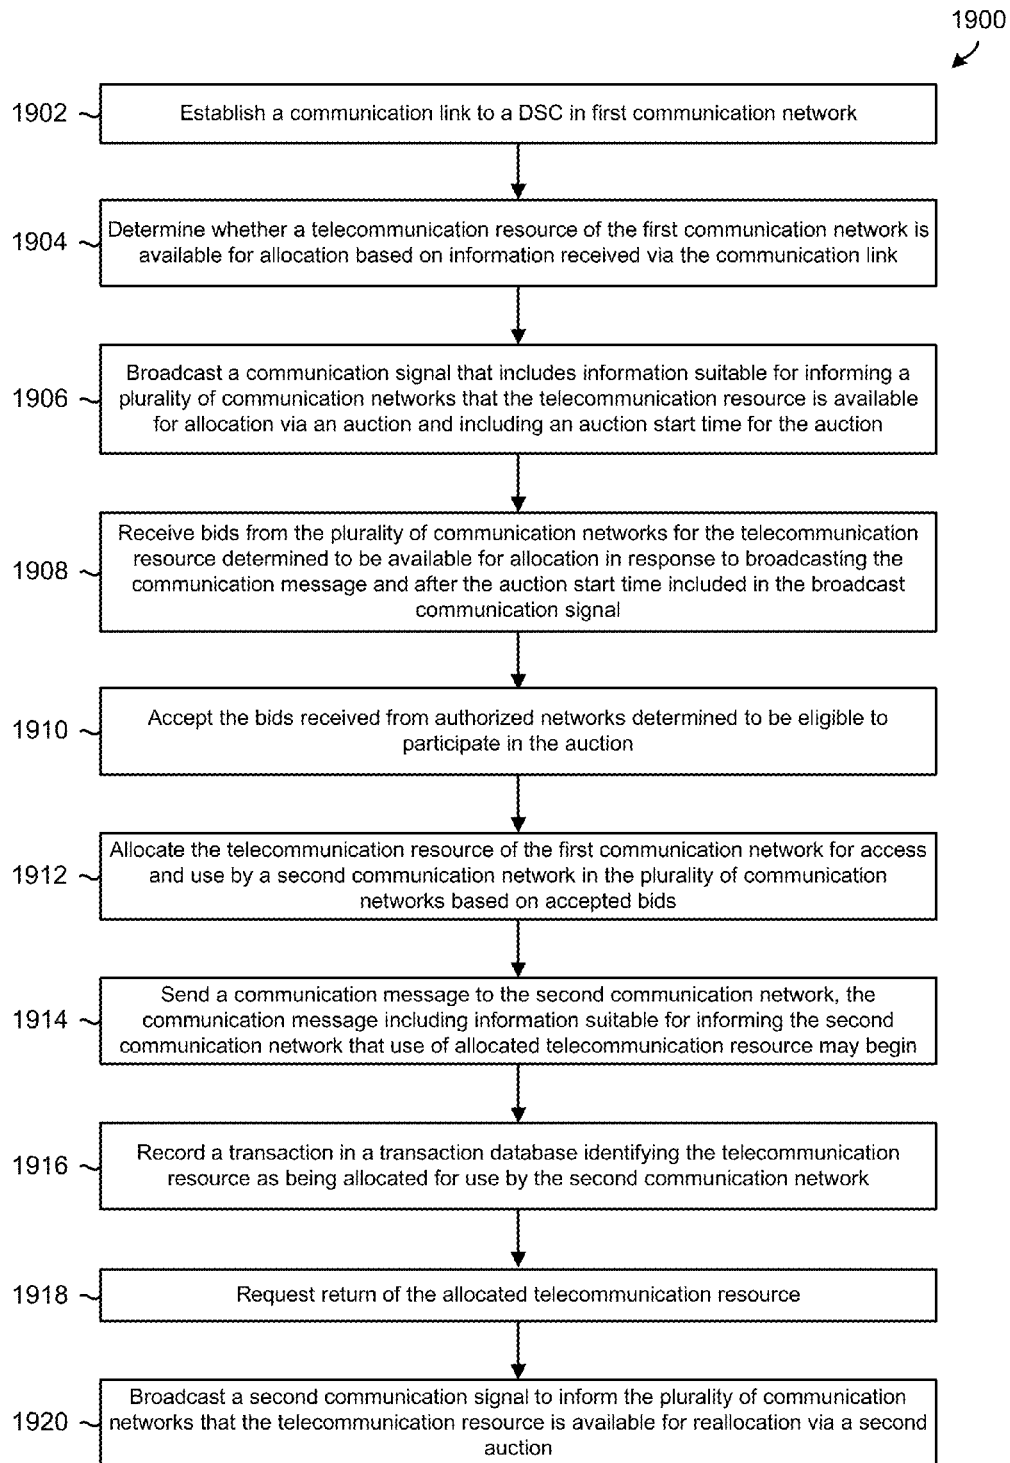 1900
1902
Establish a communication link to a DSC in first communication network
1904
Determine whether a telecommunication resource of the first communication network is
available for allocation based on information received via the communication link
1906
Broadcast a communication signal that includes information suitable for informing a
plurality of communication networks that the telecommunication resource is available
for allocation via an auction and including an auction start time for the auction
1908
Receive bids from the plurality of communication networks for the telecommunication
resource determined to be available for allocation in response to broadcasting the
communication message and after the auction start time included in the broadcast
communication signal
1910
Accept the bids received from authorized networks determined to be eligible to
participate in the auction
1912
Allocate the telecommunication resource of the first communication network for access
and use by a second communication network in the plurality of communication
networks based on accepted bids
1914
Send a communication message to the second communication network, the
communication message including information suitable for informing the second
communication network that use of allocated telecommunication resource may begin
1916
Record a transaction in a transaction database identifying the telecommunication
resource as being allocated for use by the second communication network
1918
Request return of the allocated telecommunication resource
1920
Broadcast a second communication signal to inform the plurality of communication
networks that the telecommunication resource is available for reallocation via a second
auction